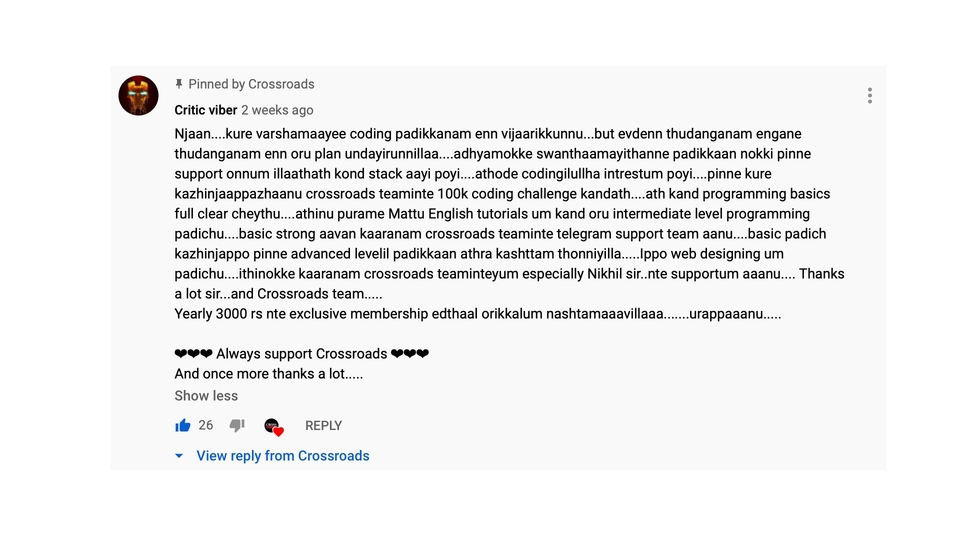 Pinned by Crossroads
Critic viber 2 weeks ago
Njaan....kure varshamaayee coding padikkanam enn vijaarikkunnu...but evdenn thudanganam engane
thudanganam enn oru plan undayirunnillaa....adhyamokke swanthaamayithanne padikkaan nokki pinne
support onnum illaathath kond stack aayi poyi....athode codingilullha intrestum poyi....pinne kure
kazhinjaappazhaanu crossroads teaminte 100k coding challenge kandath....ath kand programming basics
full clear cheythu....athinu purame Mattu English tutorials um kand oru intermediate level programming
padichu....basic strong aavan kaaranam crossroads teaminte telegram support team aanu....basic padich
kazhinjappo pinne advanced levelil padikkaan athra kashttam thonniyilla.....Ippo web designing um
padichu....ithinokke kaaranam crossroads teaminteyum especially Nikhil sir..nte supportum aaanu.... Thanks
a lot sir...and Crossroads team.....
Yearly 3000 rs nte exclusive membership edthaal orikkalum nashtamaaavillaaa.......urappaaanu.....
❤❤❤ Always support Crossroads ❤❤❤
And once more thanks a lot.....
Show less
26 REPLY
View reply from Crossroads